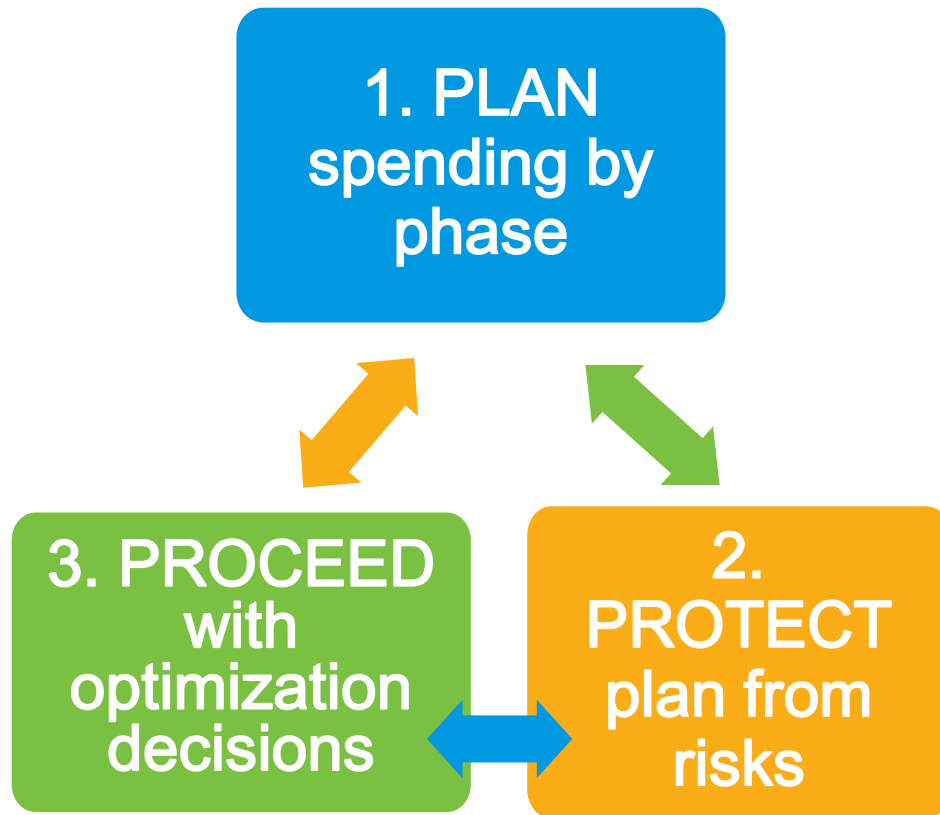 1. PLAN
spending by
phase
3. PROCEED
with
optimization
decisions
2.
PROTECT
plan from
risks